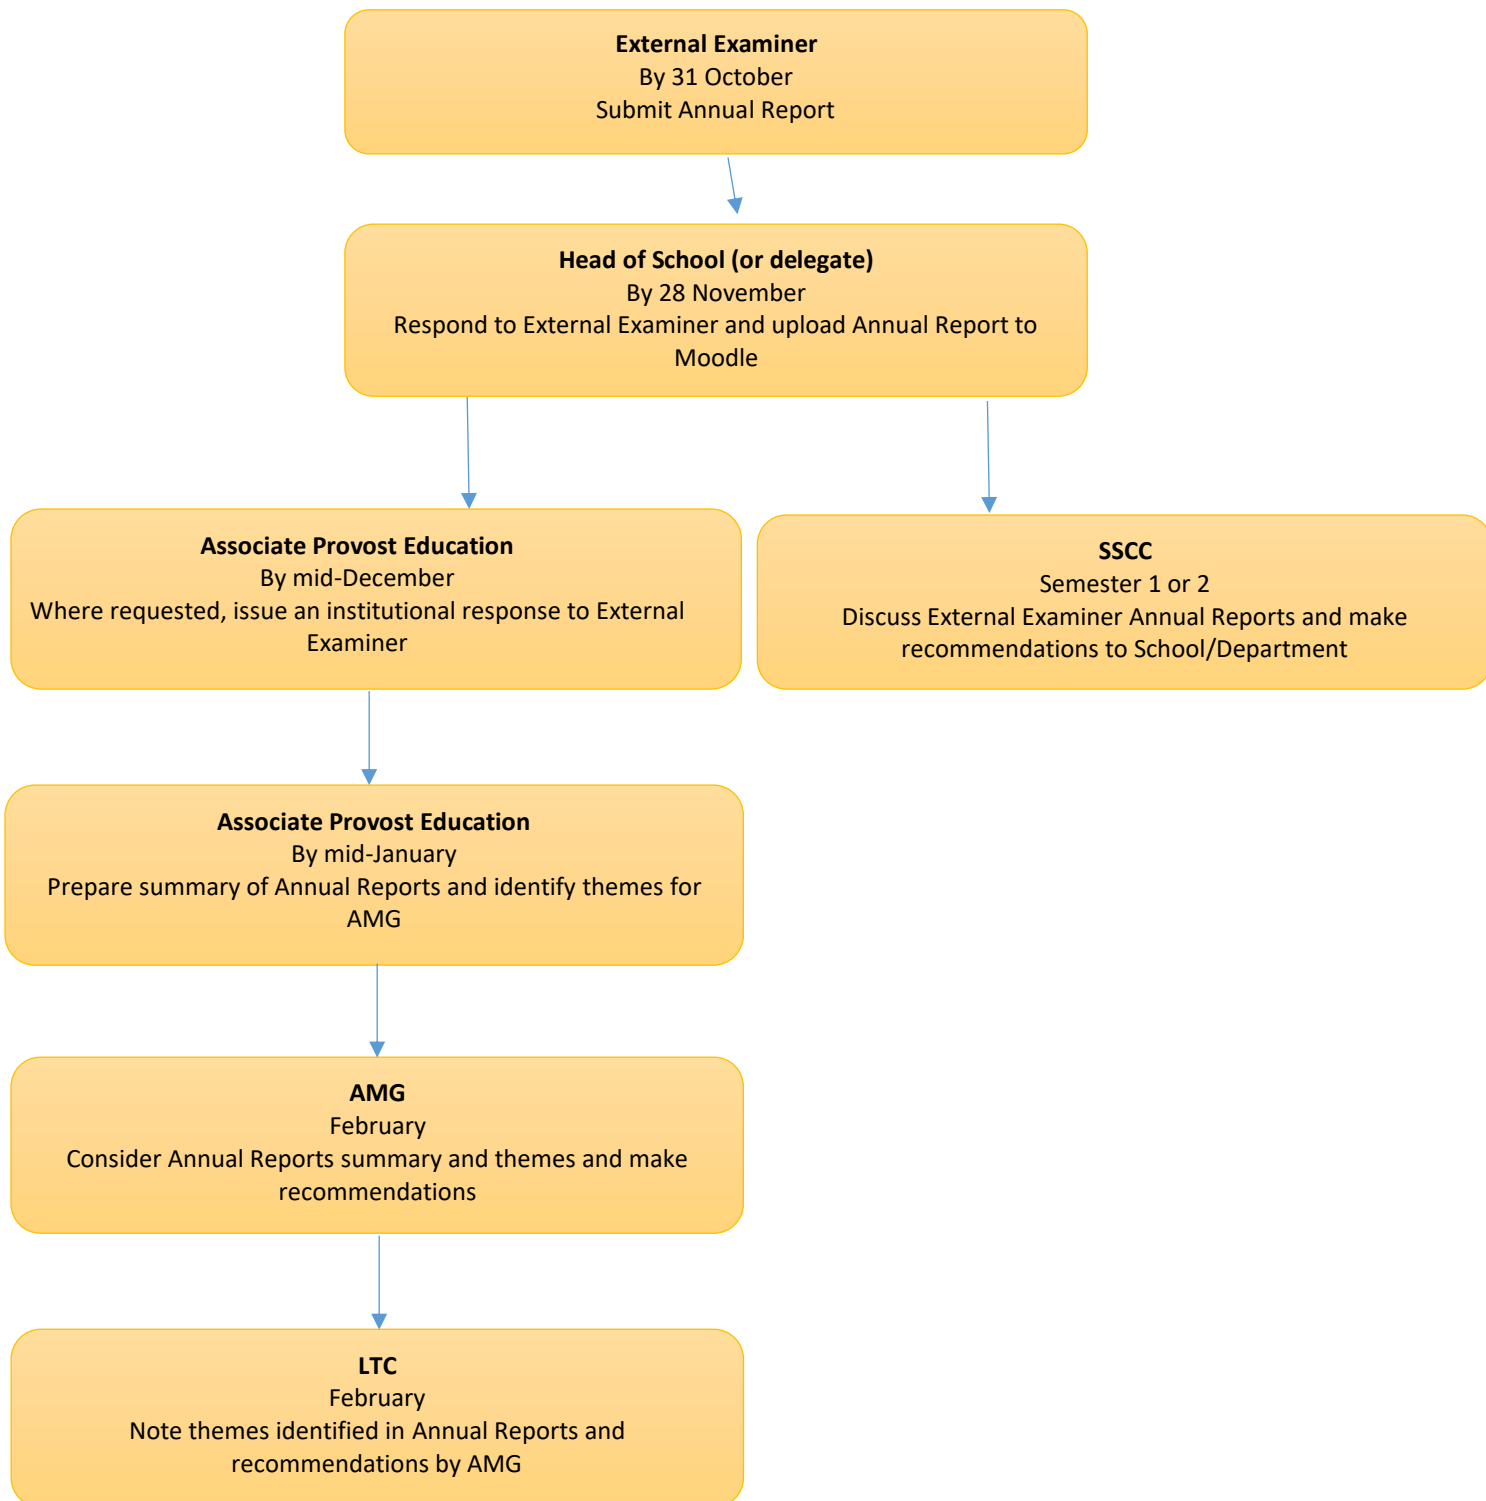 External Examiner
By 31 October
Submit Annual Report
Head of School (or delegate)
By 28 November
Respond to External Examiner and upload Annual Report to
Moodle
Associate Provost Education
By mid-December
Where requested, issue an institutional response to External
Examiner
SSCC
Semester 1 or 2
Discuss External Examiner Annual Reports and make
recommendations to School/Department
Associate Provost Education
By mid-January
Prepare summary of Annual Reports and identify themes for
AMG
AMG
February
Consider Annual Reports summary and themes and make
recommendations
LTC
February
Note themes identified in Annual Reports and
recommendations by AMG